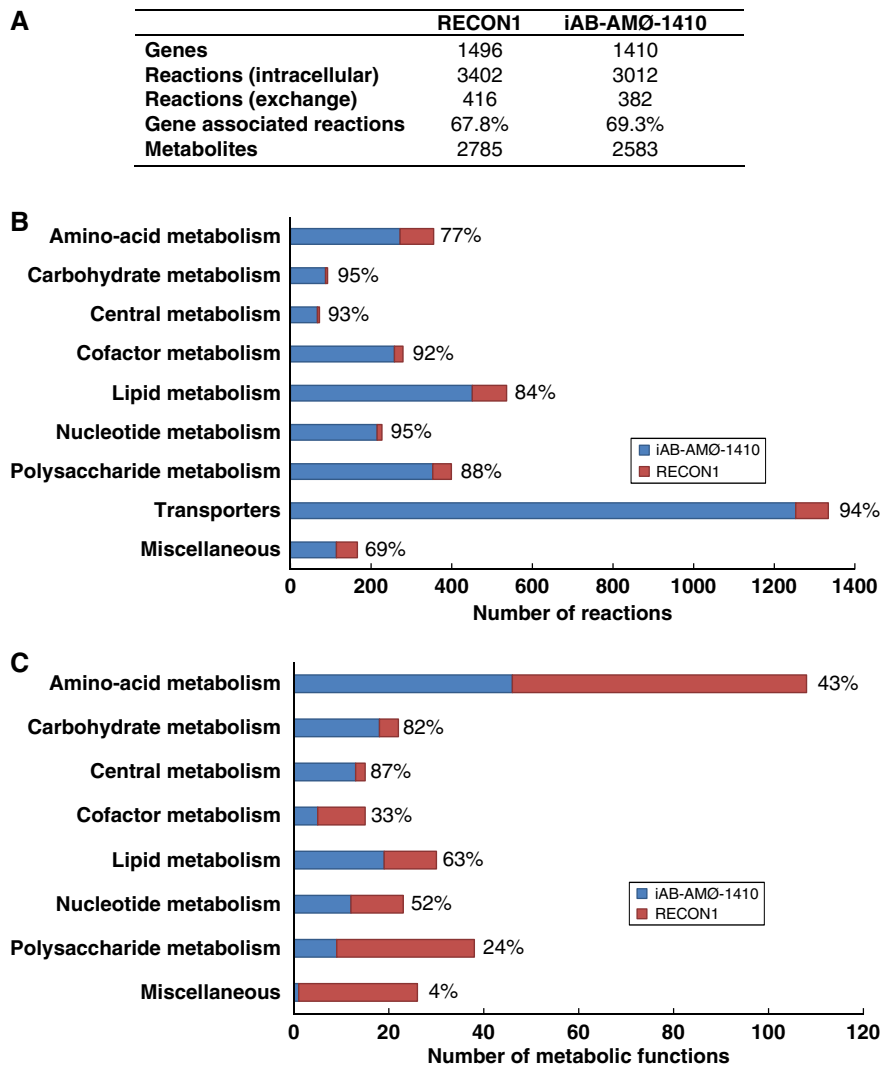 A
RECON1 iAB-AMØ-1410
Genes 1496 1410
Reactions (intracellular) 3402 3012
Reactions (exchange) 416 382
Gene associated reactions 67.8% 69.3%
Metabolites 2785 2583
B
Amino-acid metabolism 77%
Carbohydrate metabolism 95%
Central metabolism 93%
Cofactor metabolism 92%
Lipid metabolism 84%
Nucleotide metabolism 95%
Polysaccharide metabolism 88%
Transporters 94%
Miscellaneous 69%
iAB-AMØ-1410
RECON1
0 200 400 600 800 1000 1200 1400
Number of reactions
C
Amino-acid metabolism 43%
Carbohydrate metabolism 82%
Central metabolism 87%
Cofactor metabolism 33%
Lipid metabolism 63%
Nucleotide metabolism 52%
Polysaccharide metabolism 24%
Miscellaneous 4%
iAB-AMØ-1410
RECON1
0 20 40 60 80 100 120
Number of metabolic functions